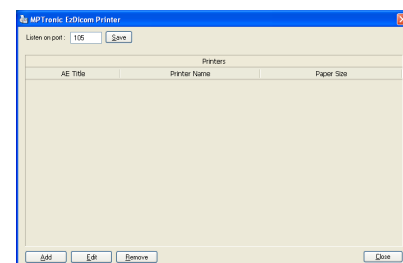 MPTronic EzDicom Printer
Listen on port : 105 Save
Printers
AE Title Printer Name Paper Size
Add Edit Remove Close